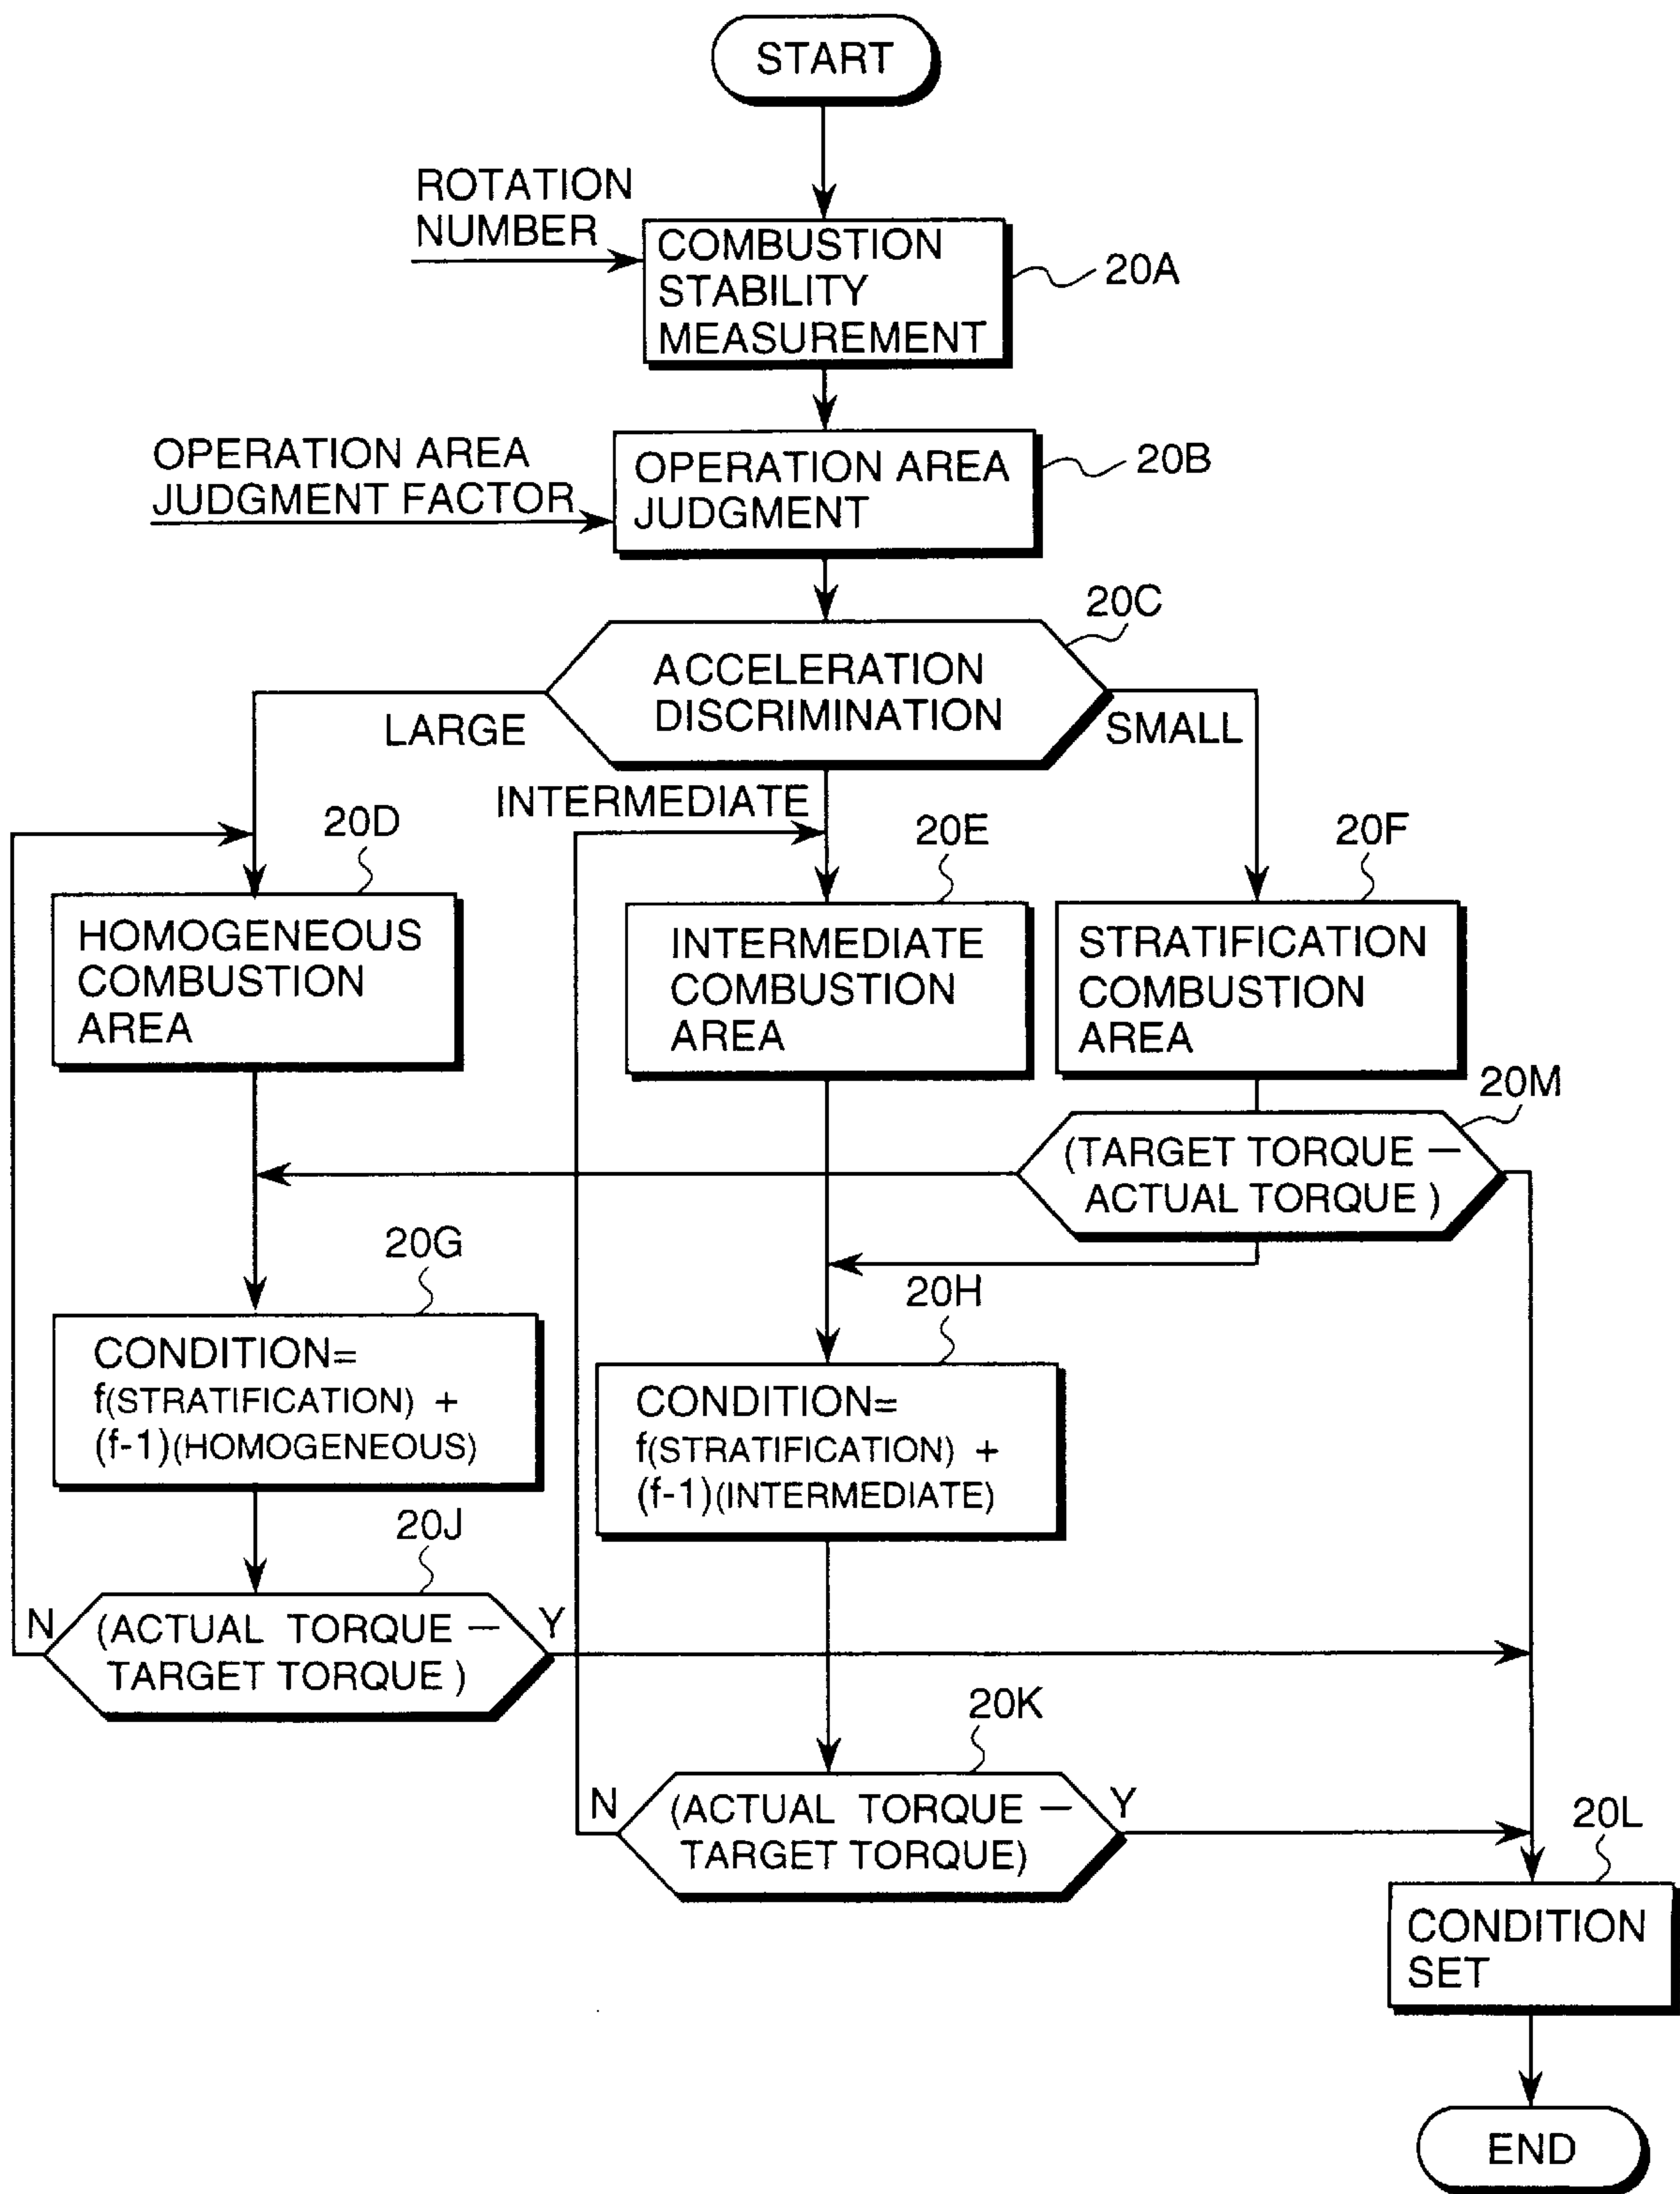 START
ROTATION
NUMBER
COMBUSTION
STABILITY
MEASUREMENT
20A
OPERATION AREA
JUDGMENT FACTOR
OPERATION AREA
JUDGMENT
20B
20C
ACCELERATION
DISCRIMINATION
LARGE
SMALL
INTERMEDIATE
20D
20E
20F
HOMOGENEOUS
COMBUSTION
AREA
INTERMEDIATE
COMBUSTION
AREA
STRATIFICATION
COMBUSTION
AREA
20M
(TARGET TORQUE —
ACTUAL TORQUE )
20G
20H
CONDITION=
f(STRATIFICATION) +
(f-1)(HOMOGENEOUS)
CONDITION=
f(STRATIFICATION) +
(f-1)(INTERMEDIATE)
20J
N
(ACTUAL TORQUE —
TARGET TORQUE )
Y
20K
N
(ACTUAL TORQUE —
TARGET TORQUE)
Y
20L
CONDITION
SET
END